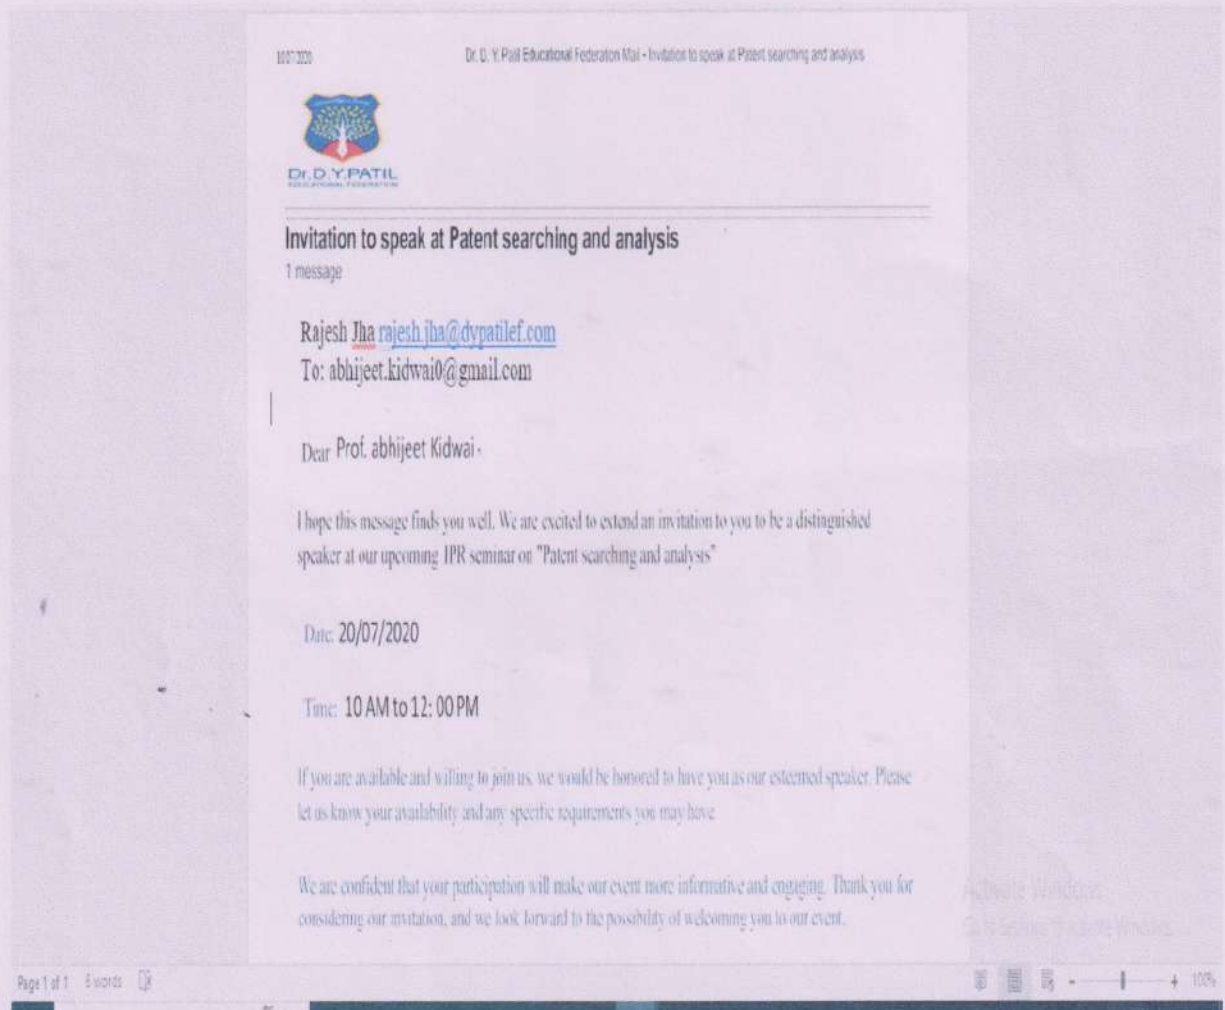 10/07/2020 Dr. D. Y. Patil Educational Federation Mail - Invitation to speak at Patent searching and analysis
Dr. D.Y.PATIL
EDUCATIONAL FEDERATION
Invitation to speak at Patent searching and analysis
1 message
Rajesh Jha rajesh.jha@dypatilef.com
To: abhijeet.kidwai0@gmail.com
Dear Prof. abhijeet Kidwai
I hope this message finds you well. We are excited to extend an invitation to you to be a distinguished
speaker at our upcoming IPR seminar on "Patent searching and analysis"
Date: 20/07/2020
Time: 10 AM to 12: 00 PM
If you are available and willing to join us, we would be honored to have you as our esteemed speaker. Please
let us know your availability and any specific requirements you may have
We are confident that your participation will make our event more informative and engaging. Thank you for
considering our invitation, and we look forward to the possibility of welcoming you to our event.
Activate Windows
Page 1 of 1 6 words 100%